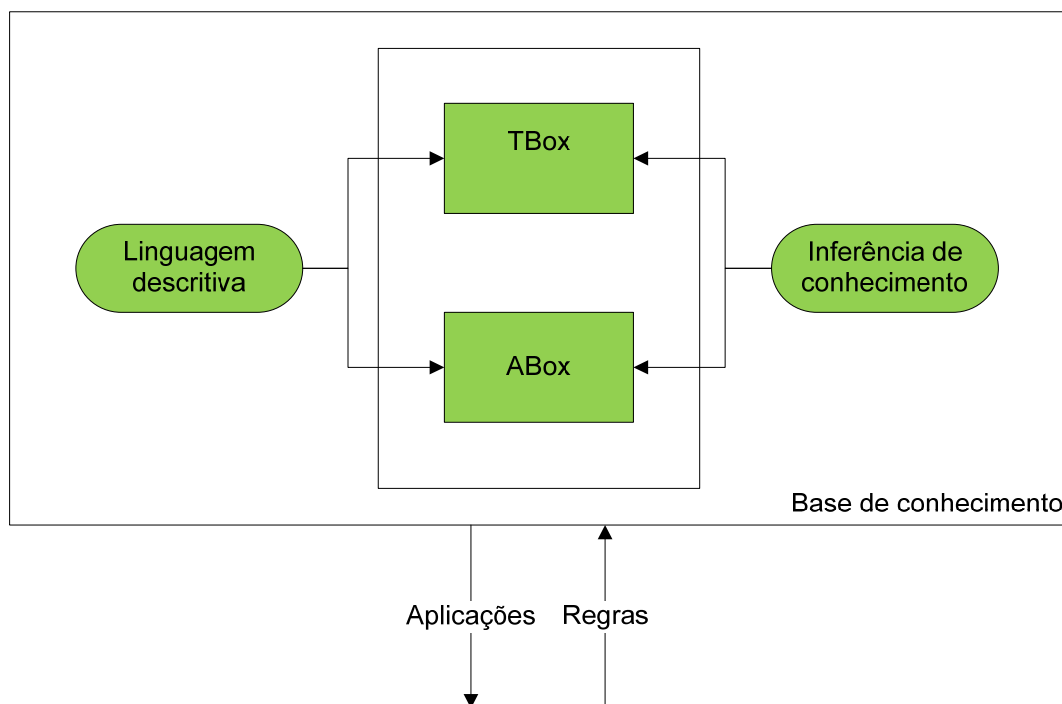 TBox
Linguagem
descritiva
Inferência de
conhecimento
ABox
Base de conhecimento
Aplicações
Regras